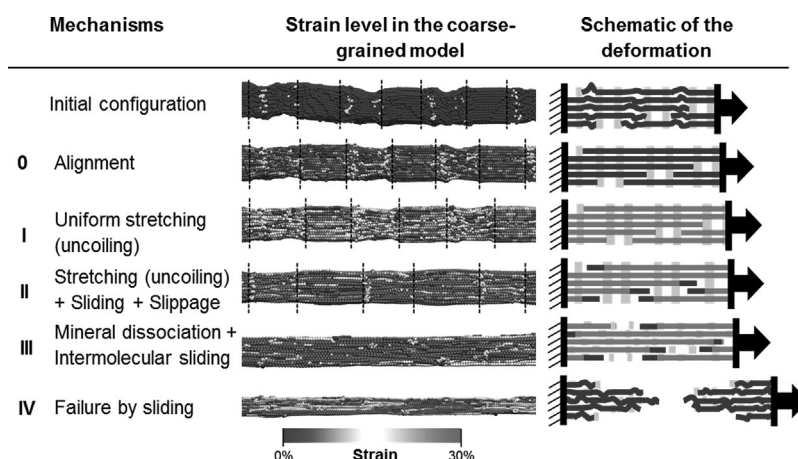 Mechanisms
Strain level in the coarse-
grained model
Schematic of the
deformation
Initial configuration
0 Alignment
I Uniform stretching
(uncoiling)
II Stretching (uncoiling)
+ Sliding + Slippage
III Mineral dissociation +
Intermolecular sliding
IV Failure by sliding
0% Strain 30%